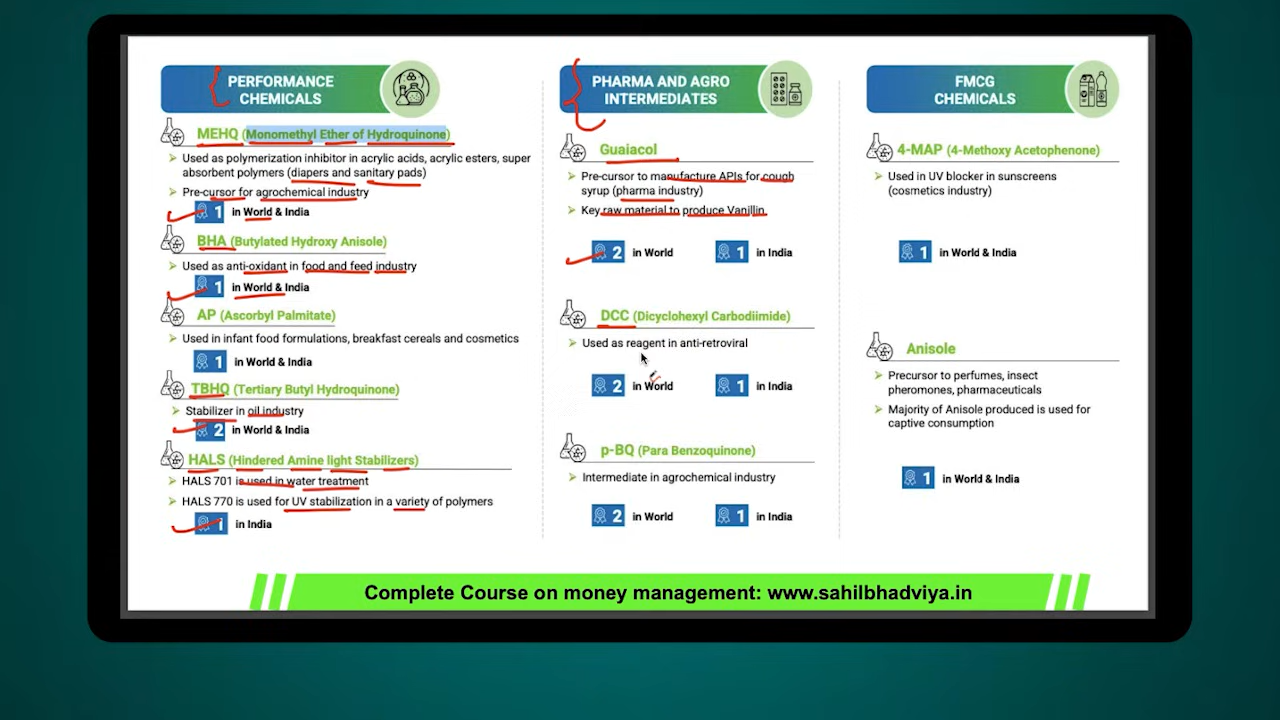 PERFORMANCE
CHEMICALS
MEHQ (Monomethyl Ether of Hydroquinone)
Used as polymerization inhibitor in acrylic acids, acrylic esters, super
absorbent polymers (diapers and sanitary pads)
Pre-cursor for agrochemical industry
1 in World & India
BHA (Butylated Hydroxy Anisole)
Used as anti-oxidant in food and feed industry
1 in World & India
AP (Ascorbyl Palmitate)
Used in infant food formulations, breakfast cereals and cosmetics
1 in World & India
TBHQ (Tertiary Butyl Hydroquinone)
Stabilizer in oil industry
2 in World & India
HALS (Hindered Amine light Stabilizers)
HALS 701 is used in water treatment
HALS 770 is used for UV stabilization in a variety of polymers
1 in India
PHARMA AND AGRO
INTERMEDIATES
Guaiacol
Pre-cursor to manufacture APIs for cough
syrup (pharma industry)
Key raw material to produce Vanillin
2 in World 1 in India
DCC (Dicyclohexyl Carbodiimide)
Used as reagent in anti-retroviral
2 in World 1 in India
p-BQ (Para Benzoquinone)
Intermediate in agrochemical industry
2 in World 1 in India
FMCG
CHEMICALS
4-MAP (4-Methoxy Acetophenone)
Used in UV blocker in sunscreens
(cosmetics industry)
1 in World & India
Anisole
Precursor to perfumes, insect
pheromones, pharmaceuticals
Majority of Anisole produced is used for
captive consumption
1 in World & India
Complete Course on money management: www.sahilbhadviya.in